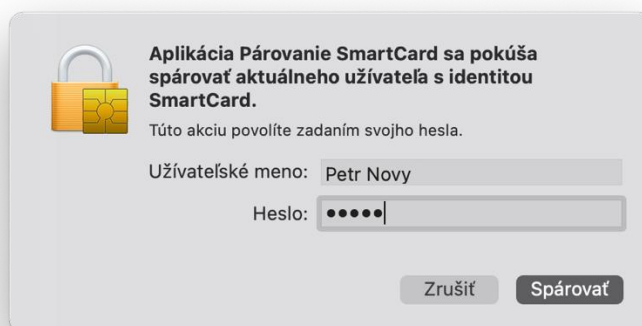 Aplikácia Párovanie SmartCard sa pokúša
spárovať aktuálneho užívateľa s identitou
SmartCard.
Túto akciu povolíte zadaním svojho hesla.
Užívateľské meno: Petr Novy
Heslo: •••••
Zrušiť Spárovať